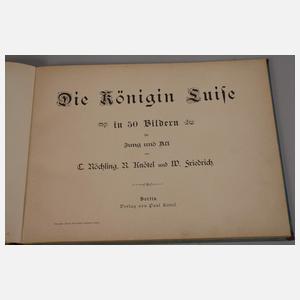 Die Königin Luise
in 50 Bildern
für
Jung und Alt
von
C. Röchling, R. Knötel und W. Friedrich
Berlin
Verlag von Paul Kittel